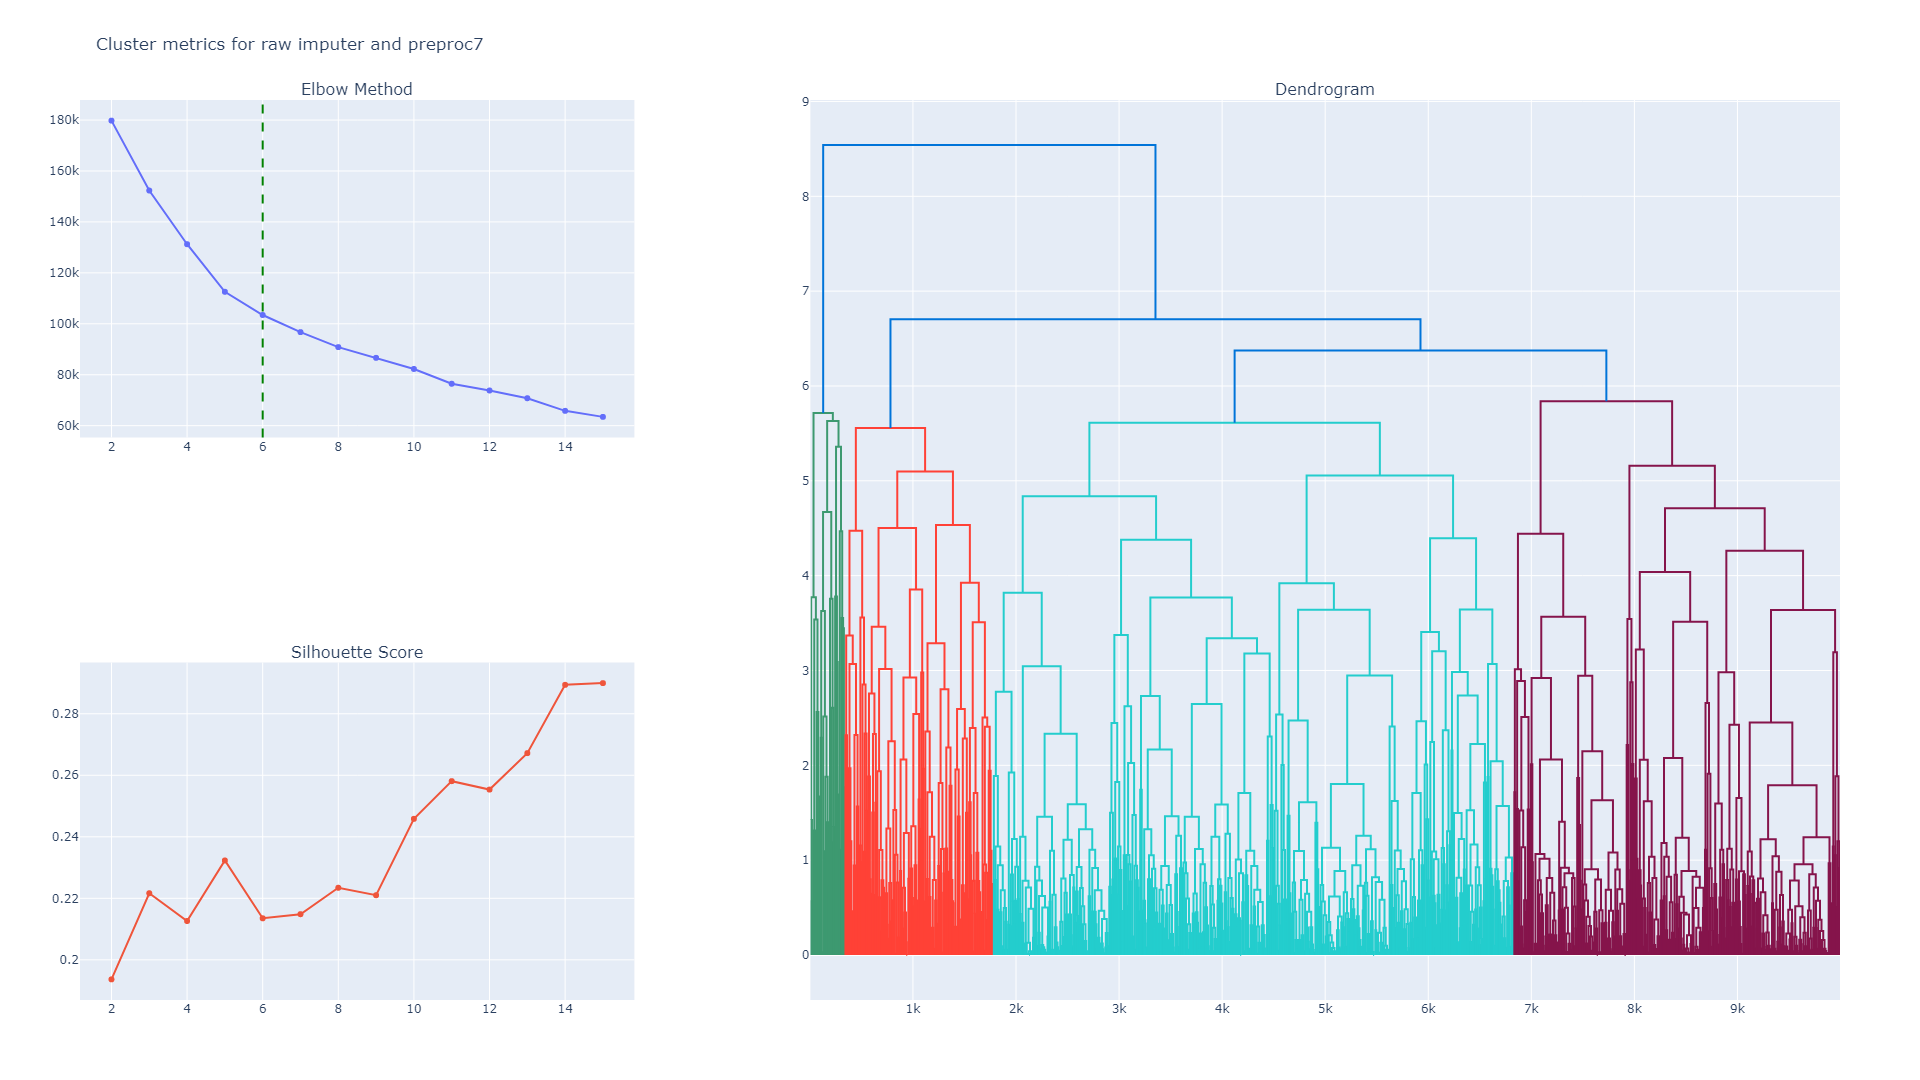 Cluster metrics for raw imputer and preproc7
Elbow Method
180k
160k
140k
120k
100k
80k
60k
2 4 6 8 10 12 14
Silhouette Score
0.28
0.26
0.24
0.22
0.2
2 4 6 8 10 12 14
Dendrogram
9
8
7
6
5
4
3
2
1
0
1k 2k 3k 4k 5k 6k 7k 8k 9k